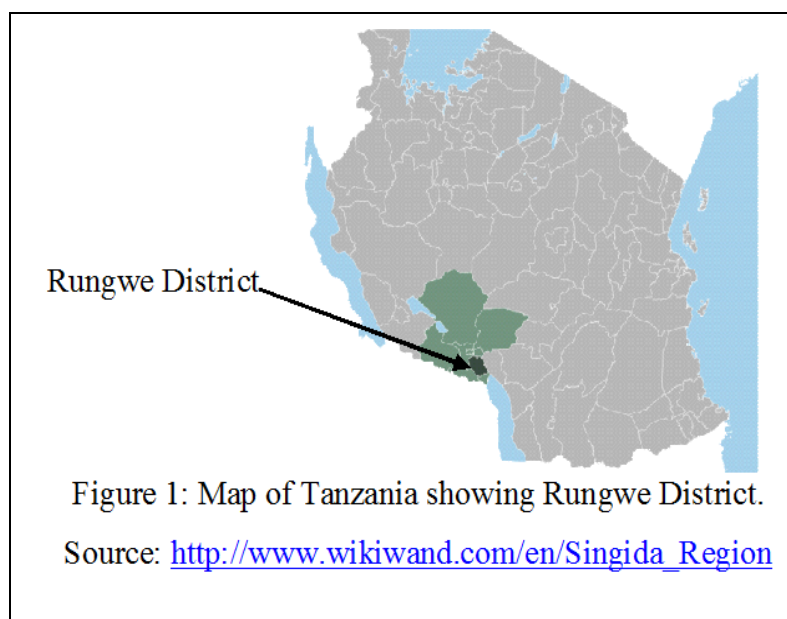 Rungwe District
Figure 1: Map of Tanzania showing Rungwe District.
Source: http://www.wikiwand.com/en/Singida_Region